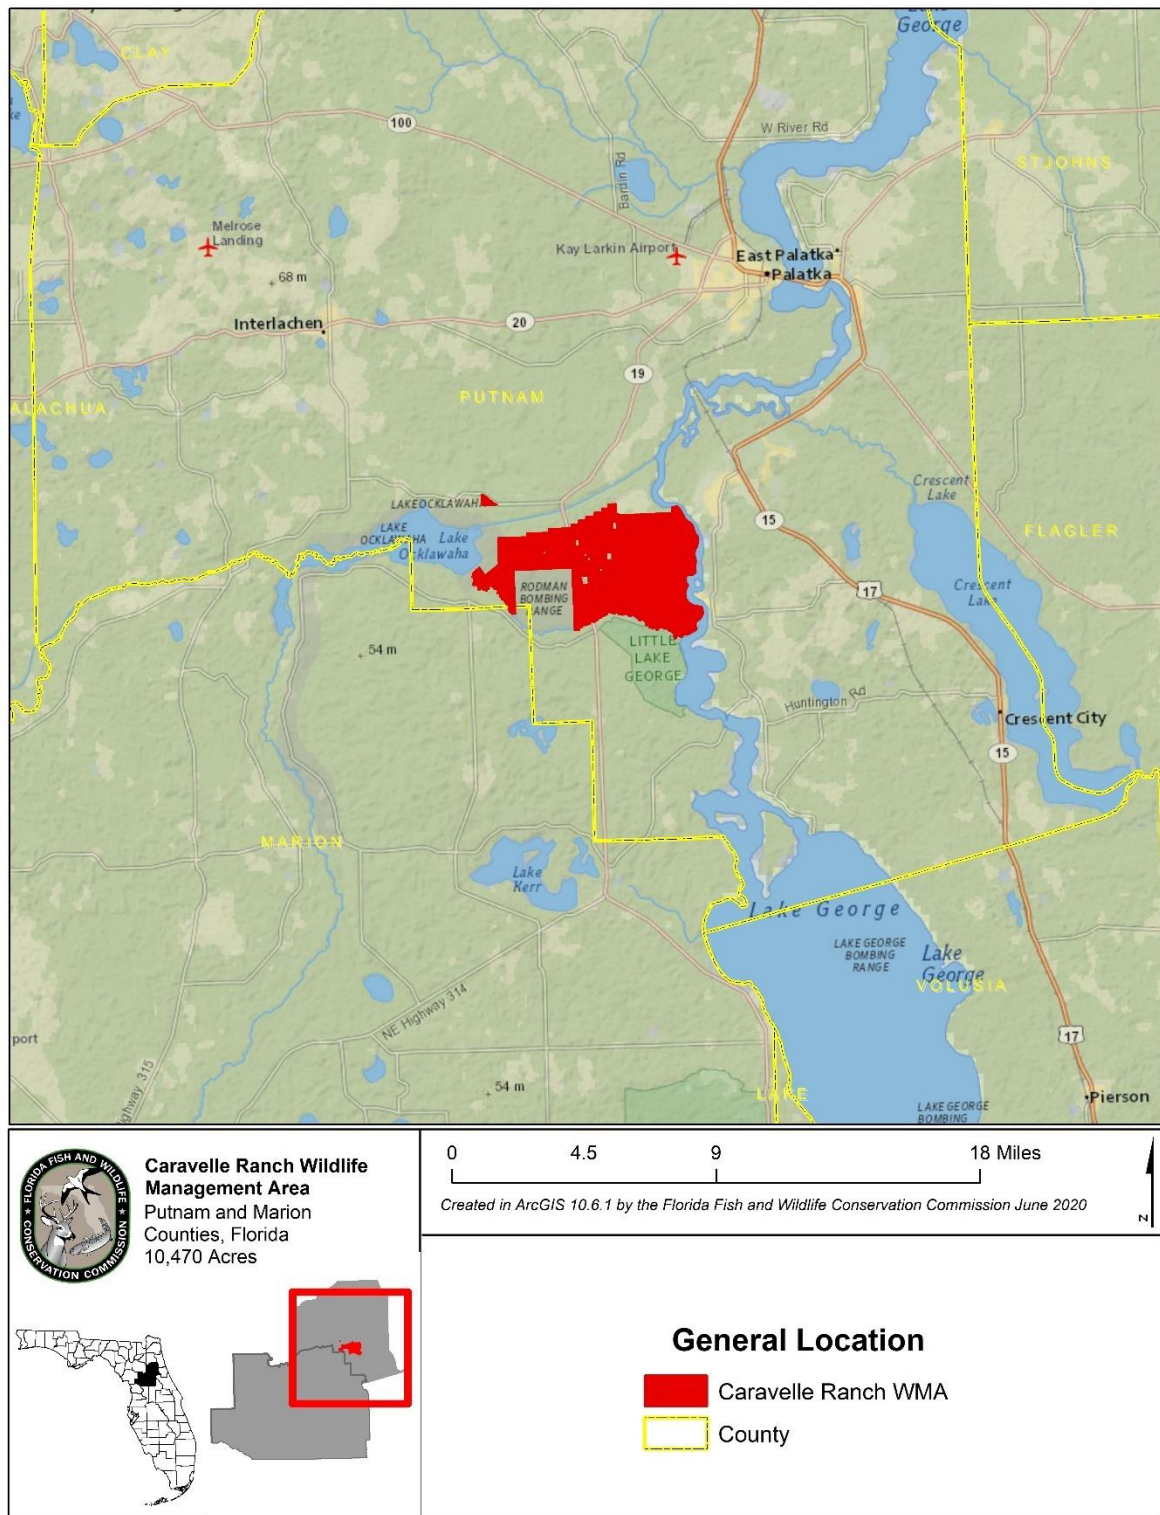 Lake
George
CLAY
100
W River Rd
Bardin Rd
STJOHNS
Melrose
Landing
Kay Larkin Airport
East Palatka
Palatka
68 m
Interlachen
20
19
PUTNAM
ALACHUA
Crescent
Lake
LAKE OCKLAWAH
LAKE
OCKLAWAHA
Lake
Ocklawaha
15
FLAGLER
RODMAN
BOMBING
RANGE
Crescent
Lake
17
54 m
LITTLE
LAKE
GEORGE
Huntington Rd
Crescent City
15
MARION
Lake
Kerr
Lake George
LAKE GEORGE
BOMBING
RANGE
Lake
George
VOLUSIA
NE Highway 314
port
17
Highway 315
54 m
LAKE
LAKE GEORGE
BOMBING
Pierson
FLORIDA FISH AND WILDLIFE
CONSERVATION COMMISSION
Caravelle Ranch Wildlife
Management Area
Putnam and Marion
Counties, Florida
10,470 Acres
0 4.5 9 18 Miles
Created in ArcGIS 10.6.1 by the Florida Fish and Wildlife Conservation Commission June 2020
N
General Location
Caravelle Ranch WMA
County